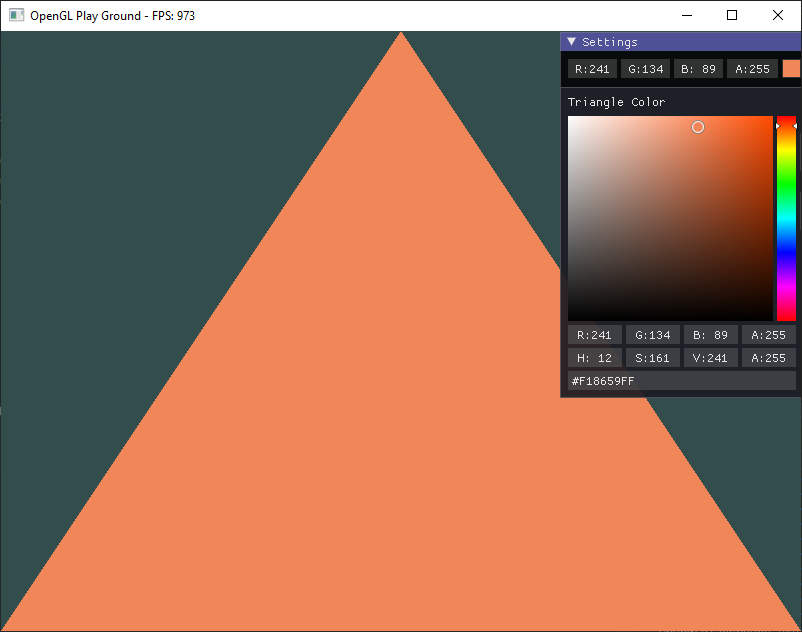 OpenGL Play Ground - FPS: 973
Settings
R:241 G:134 B: 89 A:255
Triangle Color
R:241 G:134 B: 89 A:255
H: 12 S:161 V:241 A:255
#F18659FF